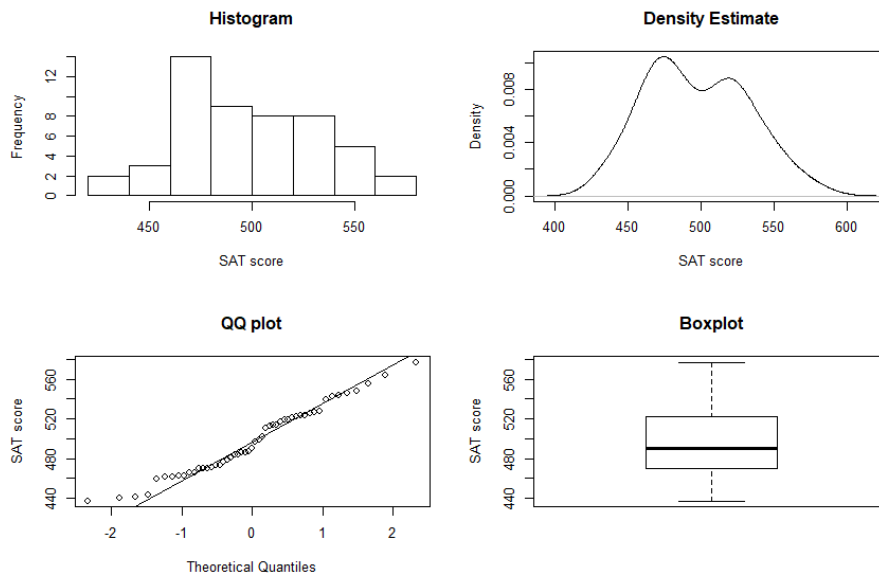 Histogram
Frequency
0 2 4 6 8 12
450 500 550
SAT score
Density Estimate
Density
0.000 0.004 0.008
400 450 500 550 600
SAT score
QQ plot
SAT score
440 480 520 560
-2 -1 0 1 2
Theoretical Quantiles
Boxplot
SAT score
440 480 520 560